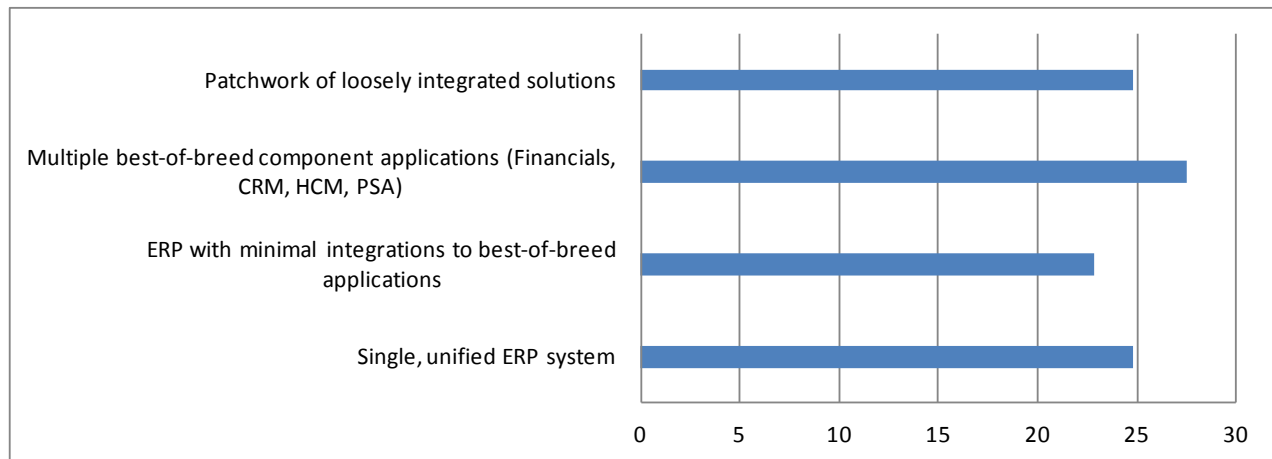 Patchwork of loosely integrated solutions
Multiple best-of-breed component applications (Financials,
CRM, HCM, PSA)
ERP with minimal integrations to best-of-breed
applications
Single, unified ERP system
0 5 10 15 20 25 30